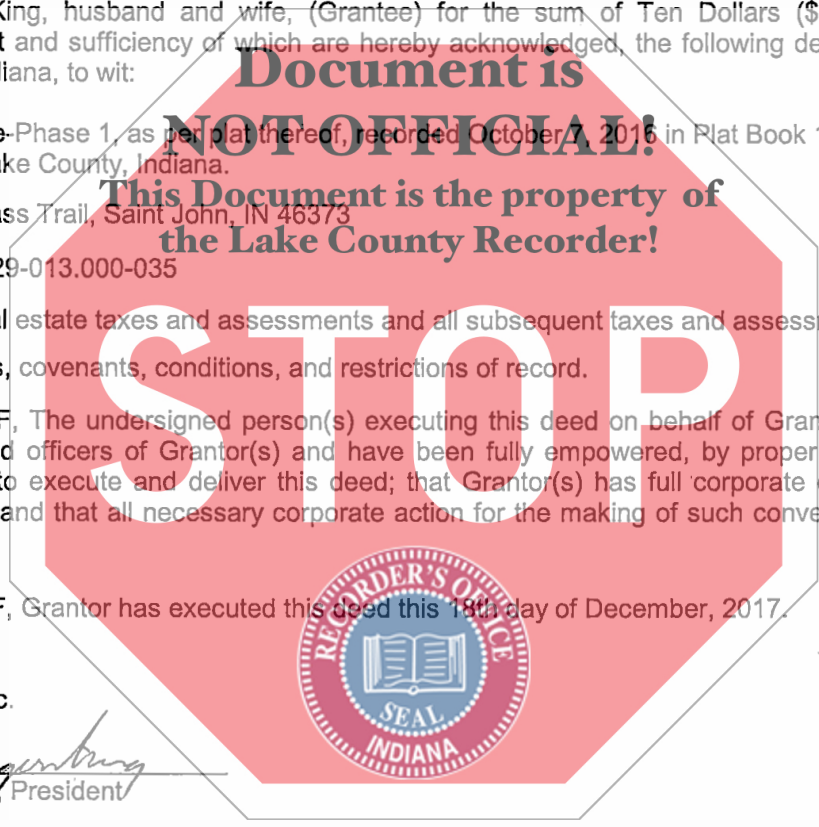 King, husband and wife, (Grantee) for the sum of Ten Dollars ($
t and sufficiency of which are hereby acknowledged, the following de
iana, to wit:
Document is
NOT OFFICIAL!
e-Phase 1, as per plat thereof, recorded October 7, 2016 in Plat Book 1
ke County, Indiana.
This Document is the property of
ss Trail, Saint John, IN 46373
the Lake County Recorder!
29-013.000-035
l estate taxes and assessments and all subsequent taxes and assess
s, covenants, conditions, and restrictions of record.
STOP
F, The undersigned person(s) executing this deed on behalf of Gran
d officers of Grantor(s) and have been fully empowered, by proper
to execute and deliver this deed; that Grantor(s) has full corporate
and that all necessary corporate action for the making of such conve
F, Grantor has executed this deed this 18th day of December, 2017.
RECORDER'S OFFICE
SEAL
INDIANA
c.
President